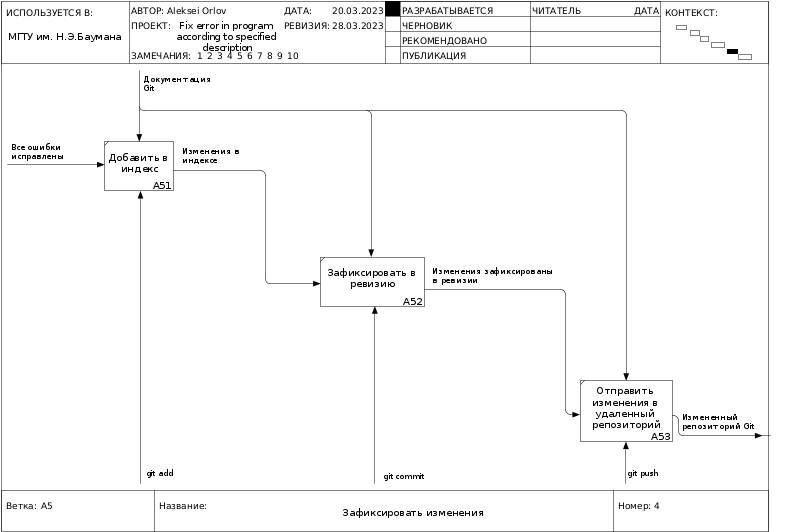 ИСПОЛЬЗУЕТСЯ В:
МГТУ им. Н.Э.Баумана
АВТОР: Aleksei Orlov
ДАТА: 20.03.2023
ПРОЕКТ: Fix error in program
according to specified
description
РЕВИЗИЯ: 28.03.2023
ЗАМЕЧАНИЯ: 1 2 3 4 5 6 7 8 9 10
РАЗРАБАТЫВАЕТСЯ
ЧЕРНОВИК
РЕКОМЕНДОВАНО
ПУБЛИКАЦИЯ
ЧИТАТЕЛЬ
ДАТА
КОНТЕКСТ:
Документация
Git
Все ошибки
исправлены
Добавить в
индекс
A51
Изменения в
индексе
Зафиксировать в
ревизию
A52
Изменения зафиксированы
в ревизии
Отправить
изменения в
удаленный
репозиторий
A53
Измененный
репозиторий Git
git add
git commit
git push
Ветка: A5
Название:
Зафиксировать изменения
Номер: 4